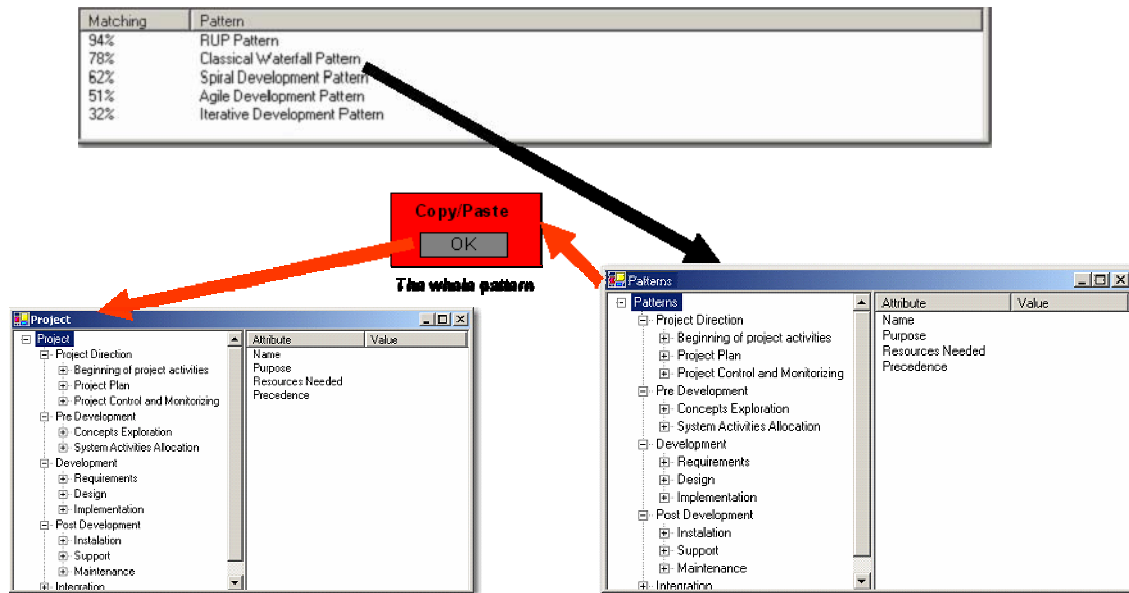 Matching Pattern
94% RUP Pattern
78% Classical Waterfall Pattern
62% Spiral Development Pattern
51% Agile Development Pattern
32% Iterative Development Pattern
Copy/Paste
OK
The whole pattern
Project
Project
Project Direction
Beginning of project activities
Project Plan
Project Control and Monitorizing
Pre Development
Concepts Exploration
System Activities Allocation
Development
Requirements
Design
Implementation
Post Development
Instalation
Support
Maintenance
Integration
Attribute Value
Name
Purpose
Resources Needed
Precedence
Patterns
Patterns
Project Direction
Beginning of project activities
Project Plan
Project Control and Monitorizing
Pre Development
Concepts Exploration
System Activities Allocation
Development
Requirements
Design
Implementation
Post Development
Instalation
Support
Maintenance
Integration
Attribute Value
Name
Purpose
Resources Needed
Precedence